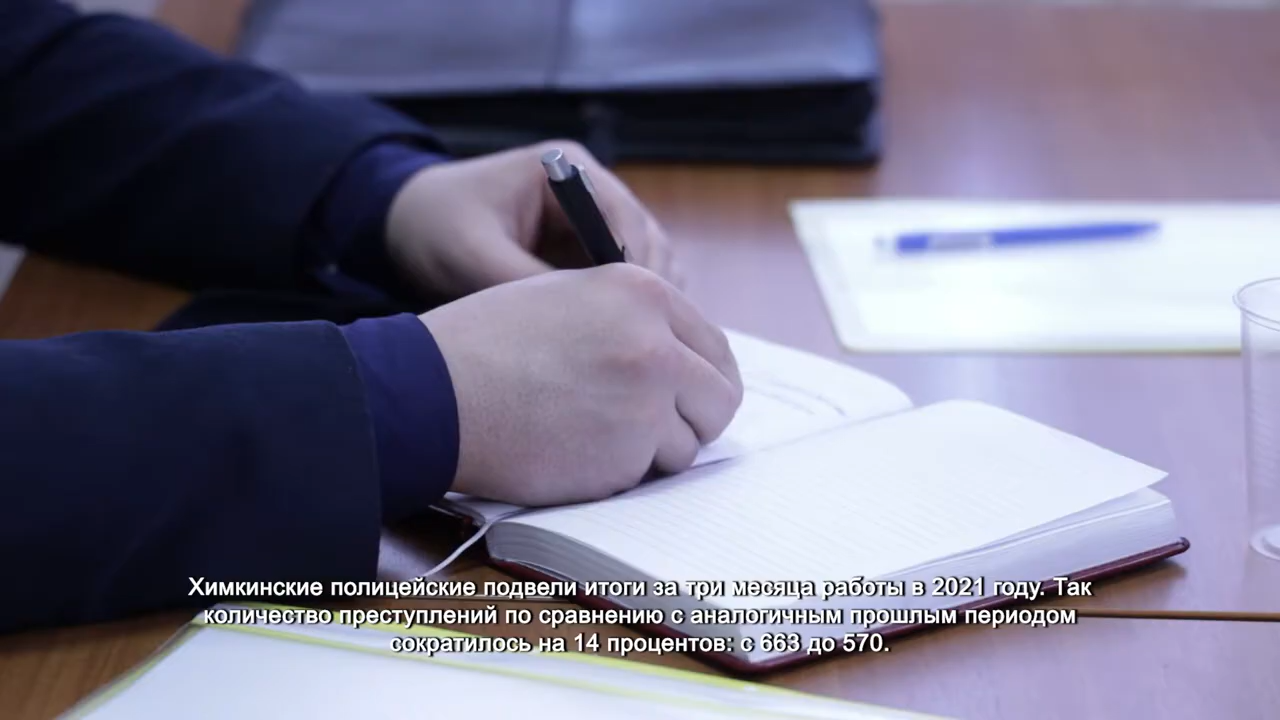 Химкинские полицейские подвели итоги за три месяца работы в 2021 году. Так
количество преступлений по сравнению с аналогичным прошлым периодом
сократилось на 14 процентов: с 663 до 570.